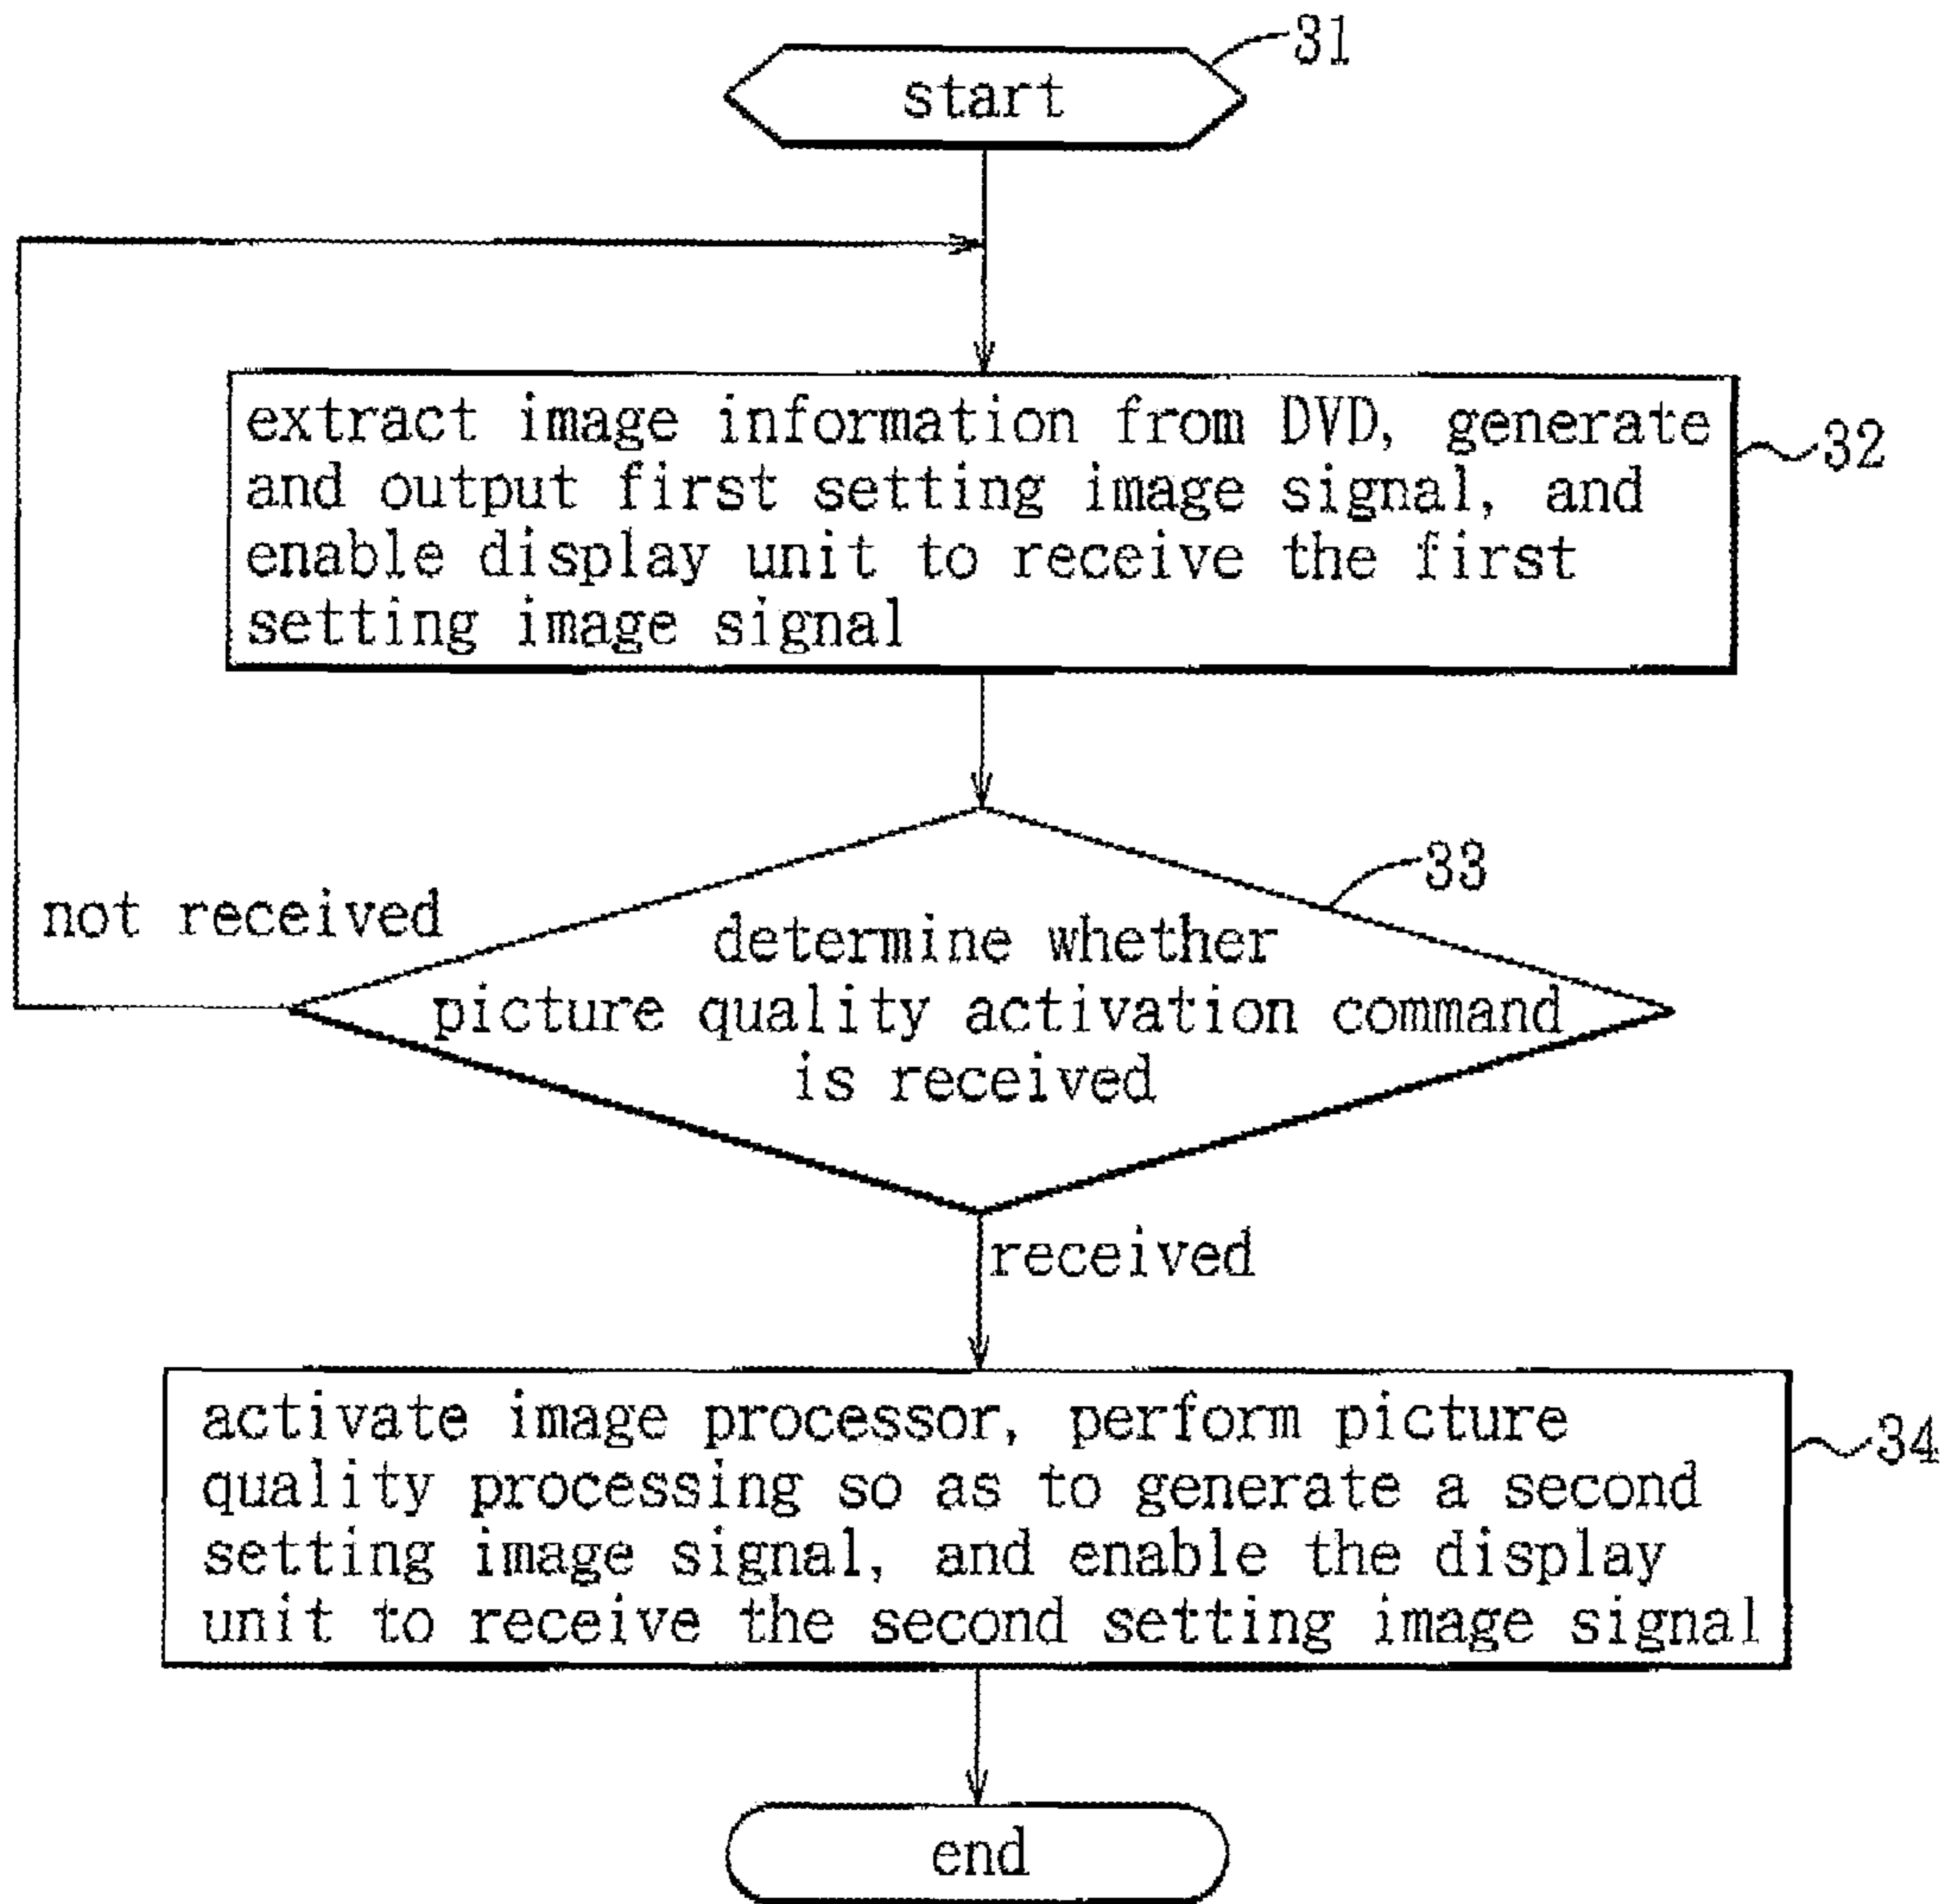 31
start
extract image information from DVD, generate
and output first setting image signal, and
enable display unit to receive the first
setting image signal
32
33
not received
determine whether
picture quality activation command
is received
received
activate image processor, perform picture
quality processing so as to generate a second
setting image signal, and enable the display
unit to receive the second setting image signal
34
end